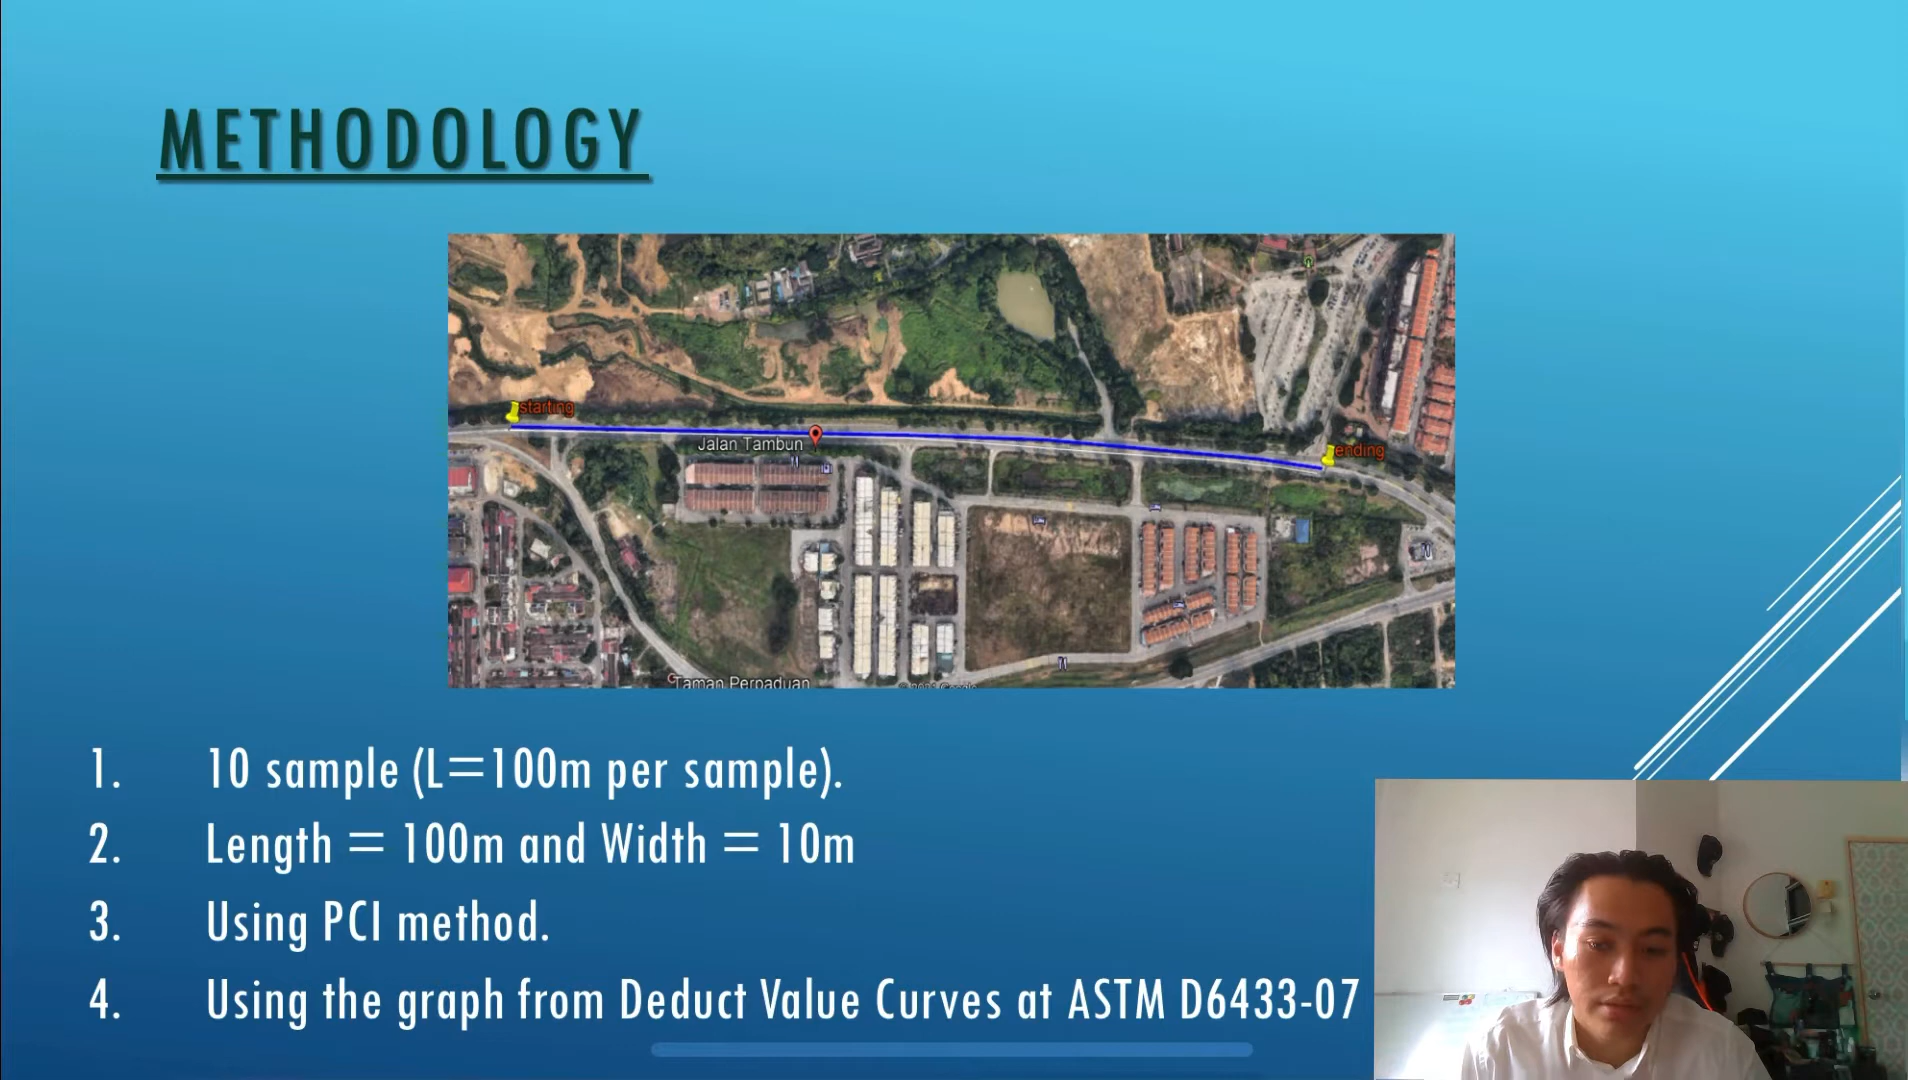 METHODOLOGY
starting
Jalan Tambun
ending
Taman Perpaduan
1. 10 sample (L=100m per sample).
2. Length = 100m and Width = 10m
3. Using PCI method.
4. Using the graph from Deduct Value Curves at ASTM D6433-07